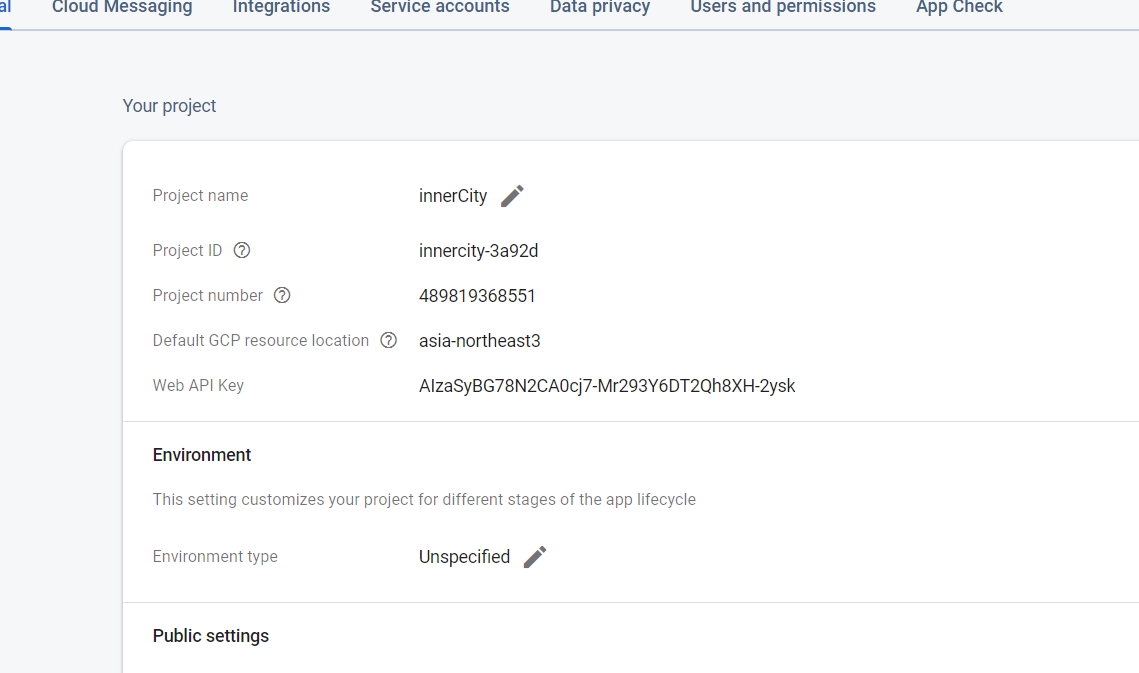 al Cloud Messaging Integrations Service accounts Data privacy Users and permissions App Check
Your project
Project name innerCity
Project ID innercity-3a92d
Project number 489819368551
Default GCP resource location asia-northeast3
Web API Key AIzaSyBG78N2CA0cj7-Mr293Y6DT2Qh8XH-2ysk
Environment
This setting customizes your project for different stages of the app lifecycle
Environment type Unspecified
Public settings